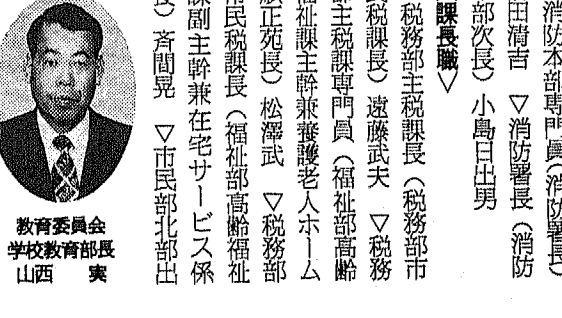 消防本部専門員(消防署長)
田清吉　▽消防署長(消防
部次長)小島日出男
課長職▽
税務部主税課長(税務部市
税課長)遠藤武夫　▽税務
部主税課専門員(福祉部高齢
福祉課主幹兼養護老人ホーム
正苑長)松澤武　▽税務部
市民税課長(福祉部高齢福祉
課副主幹兼在宅サービス係
長)斉間晃　▽市民部北部出
教育委員会
学校教育部長
山西　実